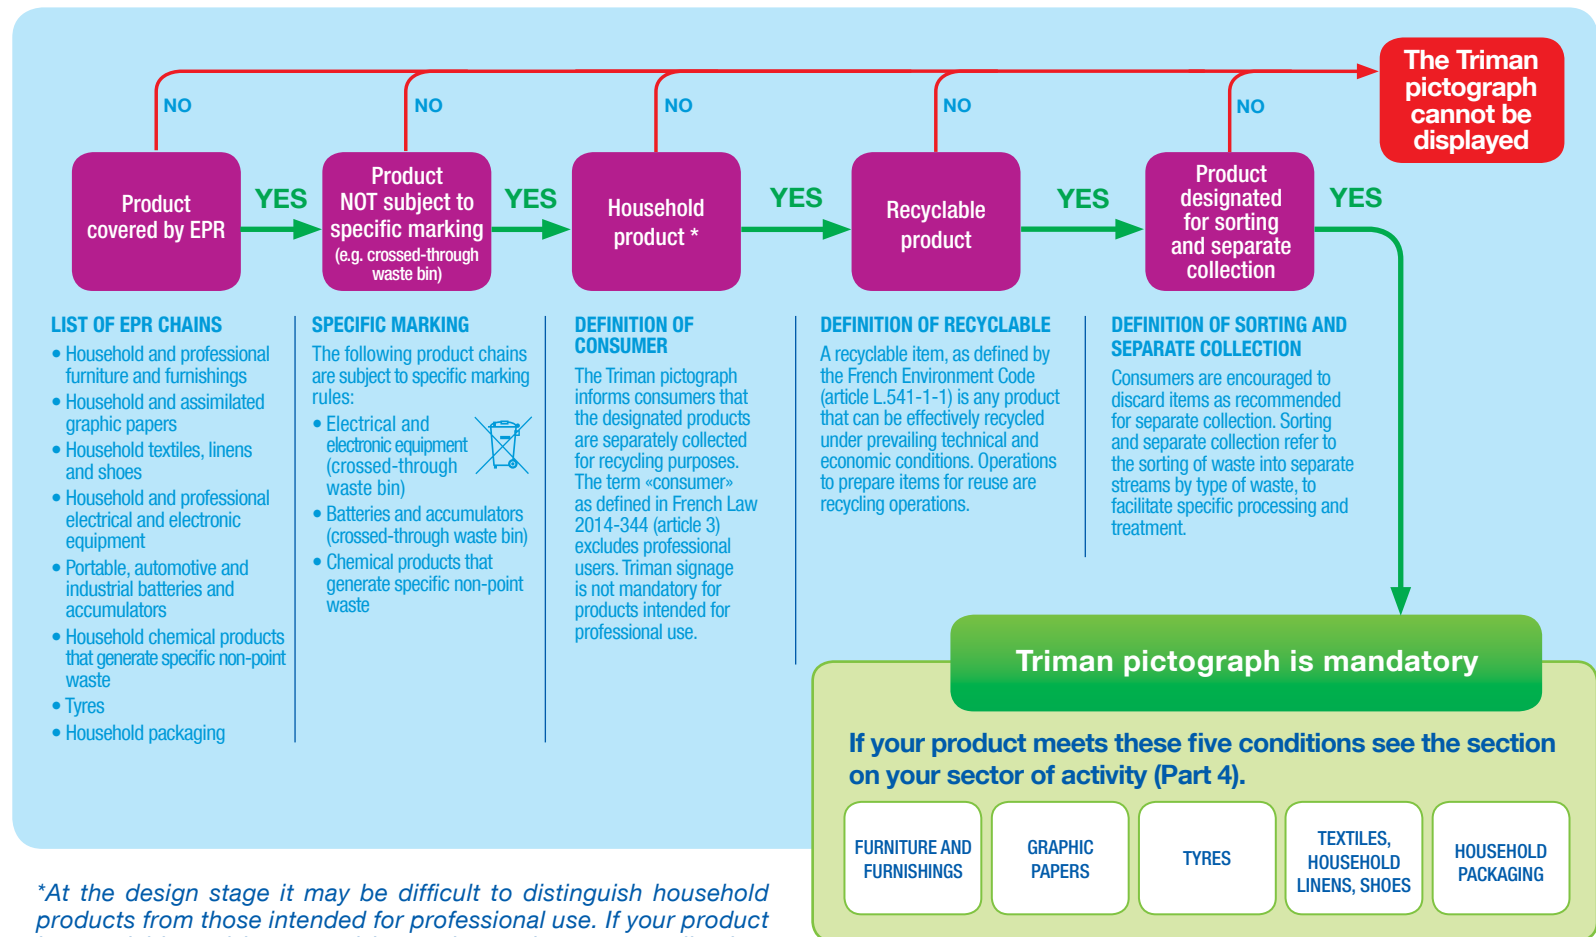 The Triman
pictograph
cannot be
displayed
NO
NO
NO
NO
NO
Product
covered by EPR
YES
Product
NOT subject to
specific marking
(e.g. crossed-through
waste bin)
YES
Household
product *
YES
Recyclable
product
YES
Product
designated
for sorting
and separate
collection
YES
LIST OF EPR CHAINS
• Household and professional
furniture and furnishings
• Household and assimilated
graphic papers
• Household textiles, linens
and shoes
• Household and professional
electrical and electronic
equipment
• Portable, automotive and
industrial batteries and
accumulators
• Household chemical products
that generate specific non-point
waste
• Tyres
• Household packaging
SPECIFIC MARKING
The following product chains
are subject to specific marking
rules:
• Electrical and
electronic equipment
(crossed-through
waste bin)
• Batteries and accumulators
(crossed-through waste bin)
• Chemical products that
generate specific non-point
waste
DEFINITION OF
CONSUMER
The Triman pictograph
informs consumers that
the designated products
are separately collected
for recycling purposes.
The term «consumer»
as defined in French Law
2014-344 (article 3)
excludes professional
users. Triman signage
is not mandatory for
products intended for
professional use.
DEFINITION OF RECYCLABLE
A recyclable item, as defined by
the French Environment Code
(article L.541-1-1) is any product
that can be effectively recycled
under prevailing technical and
economic conditions. Operations
to prepare items for reuse are
recycling operations.
DEFINITION OF SORTING AND
SEPARATE COLLECTION
Consumers are encouraged to
discard items as recommended
for separate collection. Sorting
and separate collection refer to
the sorting of waste into separate
streams by type of waste, to
facilitate specific processing and
treatment.
Triman pictograph is mandatory
If your product meets these five conditions see the section
on your sector of activity (Part 4).
FURNITURE AND
FURNISHINGS
GRAPHIC
PAPERS
TYRES
TEXTILES,
HOUSEHOLD
LINENS, SHOES
HOUSEHOLD
PACKAGING
*At the design stage it may be difficult to distinguish household
products from those intended for professional use. If your product